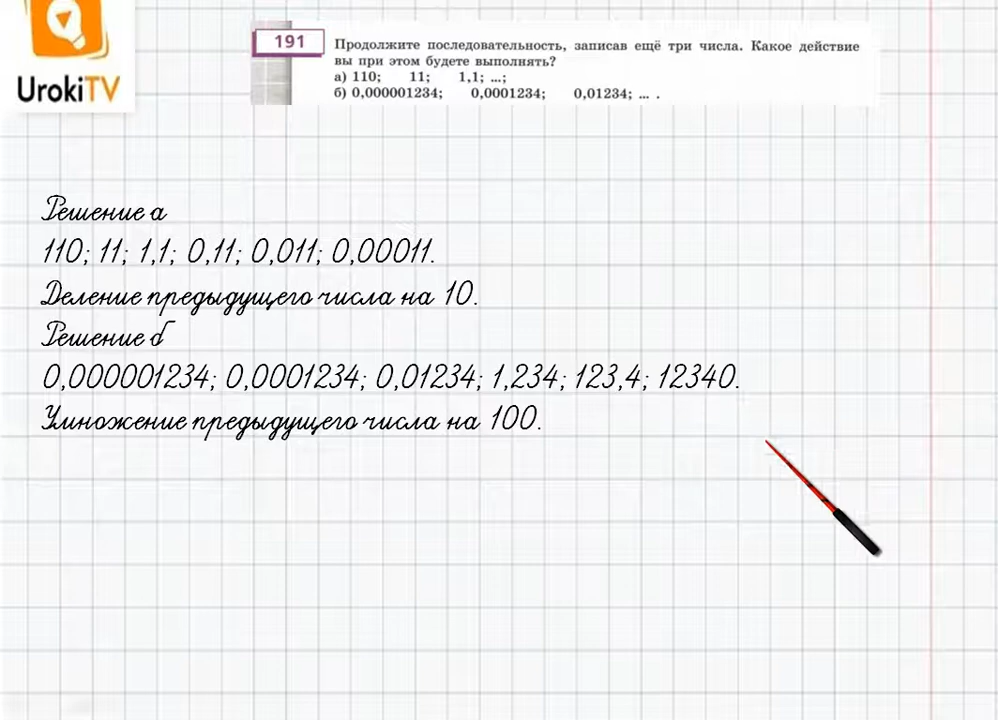 UrokiTV
191
Продолжите последовательность, записав ещё три числа. Какое действие
вы при этом будете выполнять?
а) 110; 11; 1,1; ...;
б) 0,000001234; 0,0001234; 0,01234; ... .
Решение а
110; 11; 1,1; 0,11; 0,011; 0,00011.
Деление предыдущего числа на 10.
Решение б
0,000001234; 0,0001234; 0,01234; 1,234; 123,4; 12340.
Умножение предыдущего числа на 100.